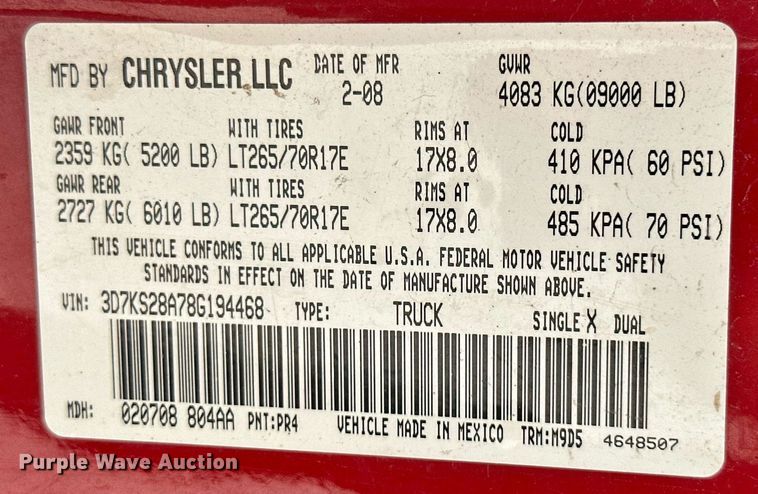 MFD BY CHRYSLER LLC DATE OF MFR GVWR
2-08 4083 KG(09000 LB)
GAWR FRONT WITH TIRES RIMS AT COLD
2359 KG( 5200 LB) LT265/70R17E 17X8.0 410 KPA( 60 PSI)
GAWR REAR WITH TIRES RIMS AT COLD
2727 KG( 6010 LB) LT265/70R17E 17X8.0 485 KPA( 70 PSI)
THIS VEHICLE CONFORMS TO ALL APPLICABLE U.S.A. FEDERAL MOTOR VEHICLE SAFETY
STANDARDS IN EFFECT ON THE DATE OF MANUFACTURE SHOWN ABOVE.
VIN: 3D7KS28A78G194468 TYPE: TRUCK SINGLE X DUAL
MDH: 020708 804AA PNT:PR4 VEHICLE MADE IN MEXICO TRM:M9D5 4648507
Purple Wave Auction